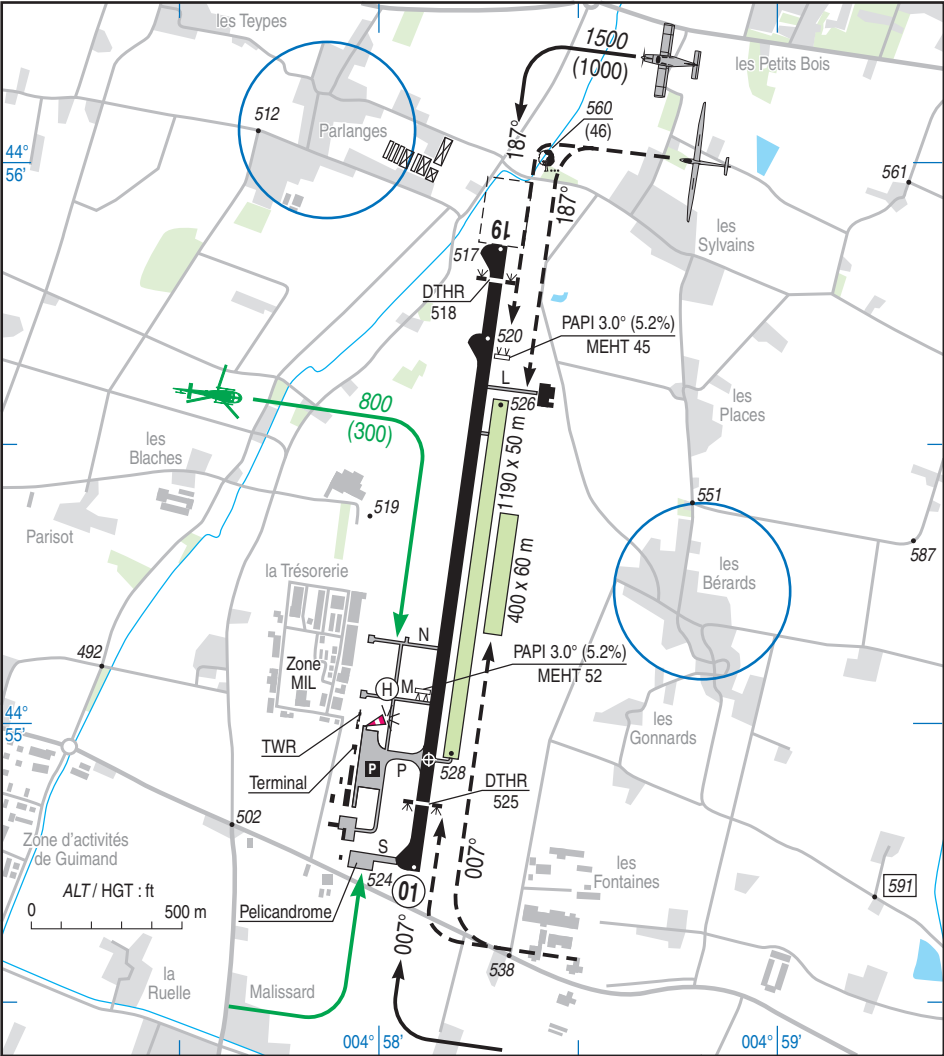 les Teypes
1500
(1000)
les Petits Bois
512
Parlanges
560
(46)
187°
44°
56'
187°
561
les
Sylvains
19
517
DTHR
518
520
PAPI 3.0° (5.2%)
MEHT 45
L
526
800
(300)
les
Places
les
Blaches
1190 x 50 m
551
519
Parisot
587
les
Bérards
la Trésorerie
400 x 60 m
N
PAPI 3.0° (5.2%)
MEHT 52
492
Zone
MIL
H
M
44°
55'
les
Gonnards
TWR
P
P
528
Terminal
DTHR
525
502
Zone d'activités
de Guimand
S
007°
les
Fontaines
524
01
591
ALT / HGT : ft
0
500 m
Pelicandrome
007°
538
la
Ruelle
Malissard
004° 58'
004° 59'